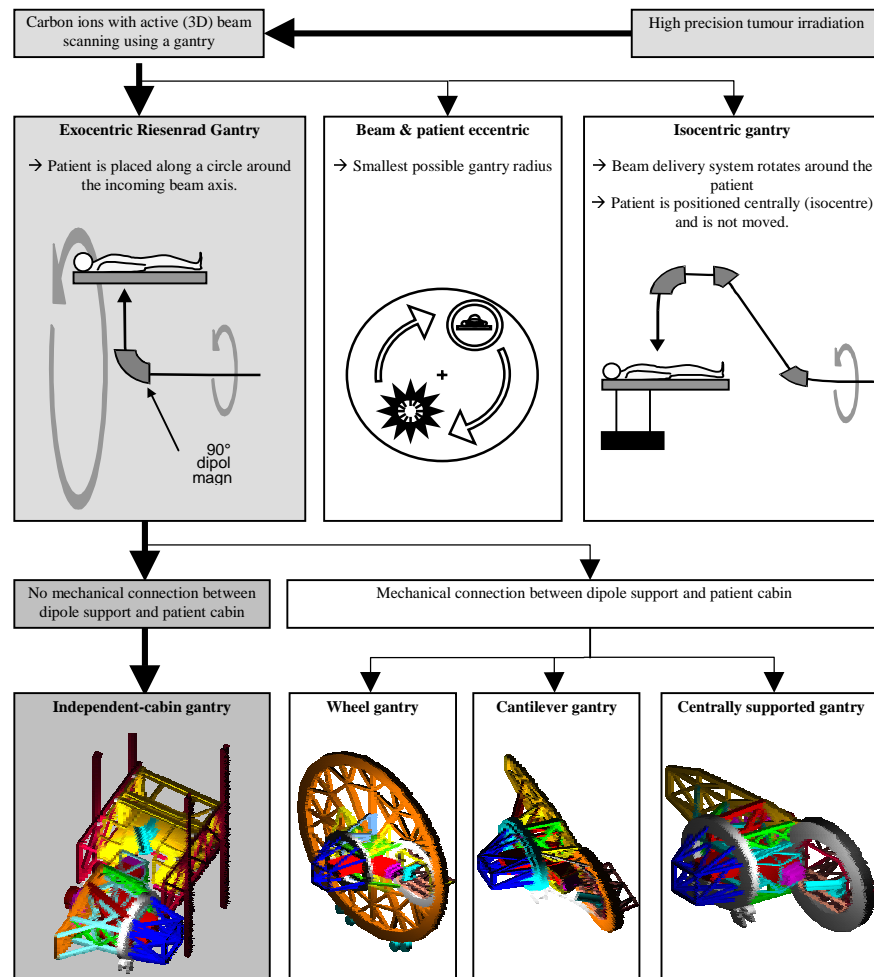 Carbon ions with active (3D) beam
scanning using a gantry
High precision tumour irradiation
Exocentric Riesenrad Gantry
→ Patient is placed along a circle around
the incoming beam axis.
90°
dipol
magn
Beam & patient eccentric
→ Smallest possible gantry radius
Isocentric gantry
→ Beam delivery system rotates around the
patient
→ Patient is positioned centrally (isocentre)
and is not moved.
No mechanical connection between
dipole support and patient cabin
Mechanical connection between dipole support and patient cabin
Independent-cabin gantry
Wheel gantry
Cantilever gantry
Centrally supported gantry